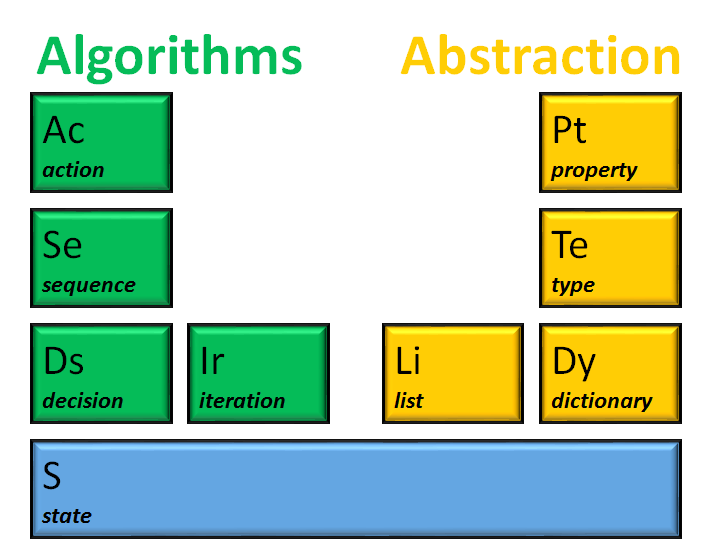 Algorithms Abstraction
Ac Pt
action property
Se Te
sequence type
Ds Ir Li Dy
decision iteration list dictionary
S
state